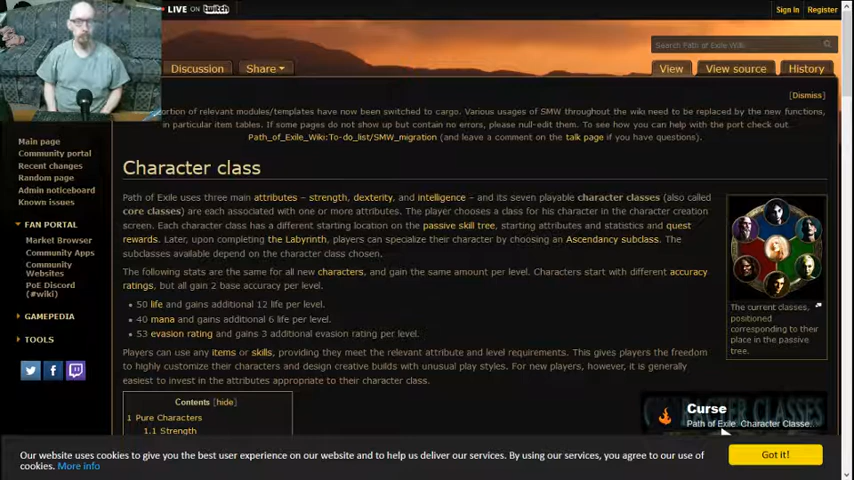 LIVE ON twitch
Sign In Register
Search Path of Exile Wiki
Discussion Share View View source History
[Dismiss]
portion of relevant modules/templates have now been switched to cargo. Various usages of SMW throughout the wiki need to be replaced by the new functions,
in particular item tables. If some pages do not show up but contain no errors, please null-edit them. To see how you can help with the port check out
Path_of_Exile_Wiki:To-do_list/SMW_migration (and leave a comment on the talk page if you have questions).
Main page
Community portal
Recent changes
Random page
Admin noticeboard
Known issues
FAN PORTAL
Market Browser
Community Apps
Community
Websites
PoE Discord
(#wiki)
GAMEPEDIA
TOOLS
Character class
Path of Exile uses three main attributes – strength, dexterity, and intelligence – and its seven playable character classes (also called
core classes) are each associated with one or more attributes. The player chooses a class for his character in the character creation
screen. Each character class has a different starting location on the passive skill tree, starting attributes and statistics and quest
rewards. Later, upon completing the Labyrinth, players can specialize their character by choosing an Ascendancy subclass. The
subclasses available depend on the character class chosen.
The following stats are the same for all new characters, and gain the same amount per level. Characters start with different accuracy
ratings, but all gain 2 base accuracy per level.
50 life and gains additional 12 life per level.
40 mana and gains additional 6 life per level.
53 evasion rating and gains 3 additional evasion rating per level.
Players can use any items or skills, providing they meet the relevant attribute and level requirements. This gives players the freedom
to highly customize their characters and design creative builds with unusual play styles. For new players, however, it is generally
easiest to invest in the attributes appropriate to their character class.
The current classes,
positioned
corresponding to their
place in the passive
tree.
Contents [hide]
1 Pure Characters
1.1 Strength
Curse
Path of Exile. Character Classe.
Our website uses cookies to give you the best user experience on our website and to help us deliver our services. By using our services, you agree to our use of
cookies. More info
Got it!